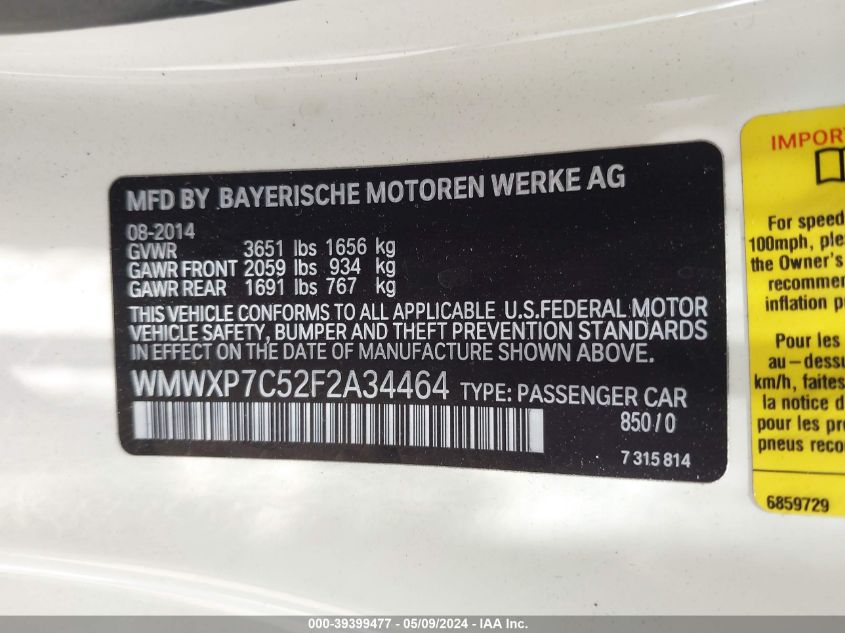 MFD BY BAYERISCHE MOTOREN WERKE AG
08-2014
GVWR 3651 lbs 1656 kg
GAWR FRONT 2059 lbs 934 kg
GAWR REAR 1691 lbs 767 kg
THIS VEHICLE CONFORMS TO ALL APPLICABLE U.S.FEDERAL MOTOR
VEHICLE SAFETY, BUMPER AND THEFT PREVENTION STANDARDS
IN EFFECT ON THE DATE OF MANUFACTURE SHOWN ABOVE.
WMWXP7C52F2A34464 TYPE: PASSENGER CAR
850/0
7 315 814
IMPOR
For speed
100mph, ple
the Owner's
recommen
inflation p
Pour les
au-dessu
km/h, faites
la notice d
pour les pr
pneus reco
6859729
000-39399477 - 05/09/2024 - IAA Inc.